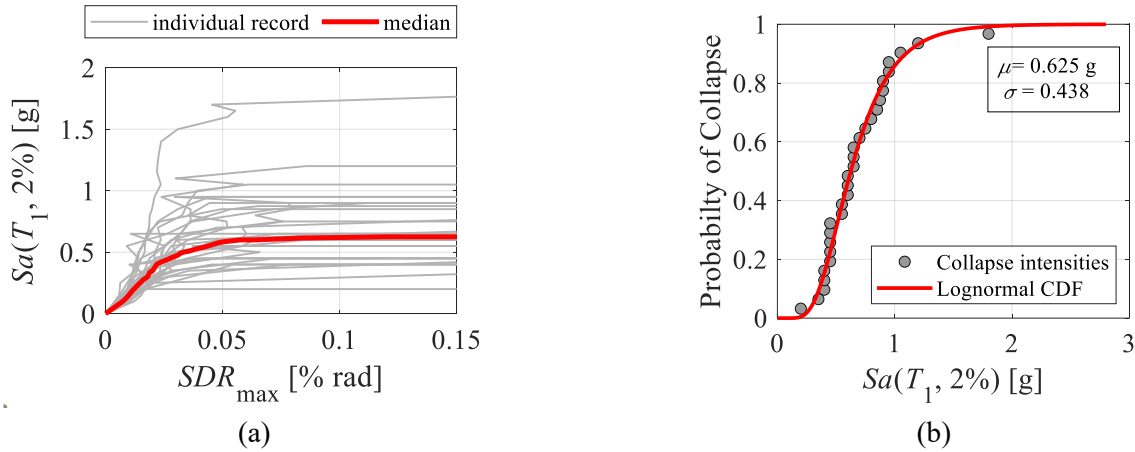 individual record median
2
1.5
1
0.5
0
Sa(T1, 2%) [g]
0 0.05 0.1 0.15
SDRmax [% rad]
(a)
1
0.8
0.6
0.4
0.2
0
Probabilty of Collapse
μ= 0.625 g
σ = 0.438
Collapse intensities
Lognormal CDF
0 1 2 3
Sa(T1, 2%) [g]
(b)